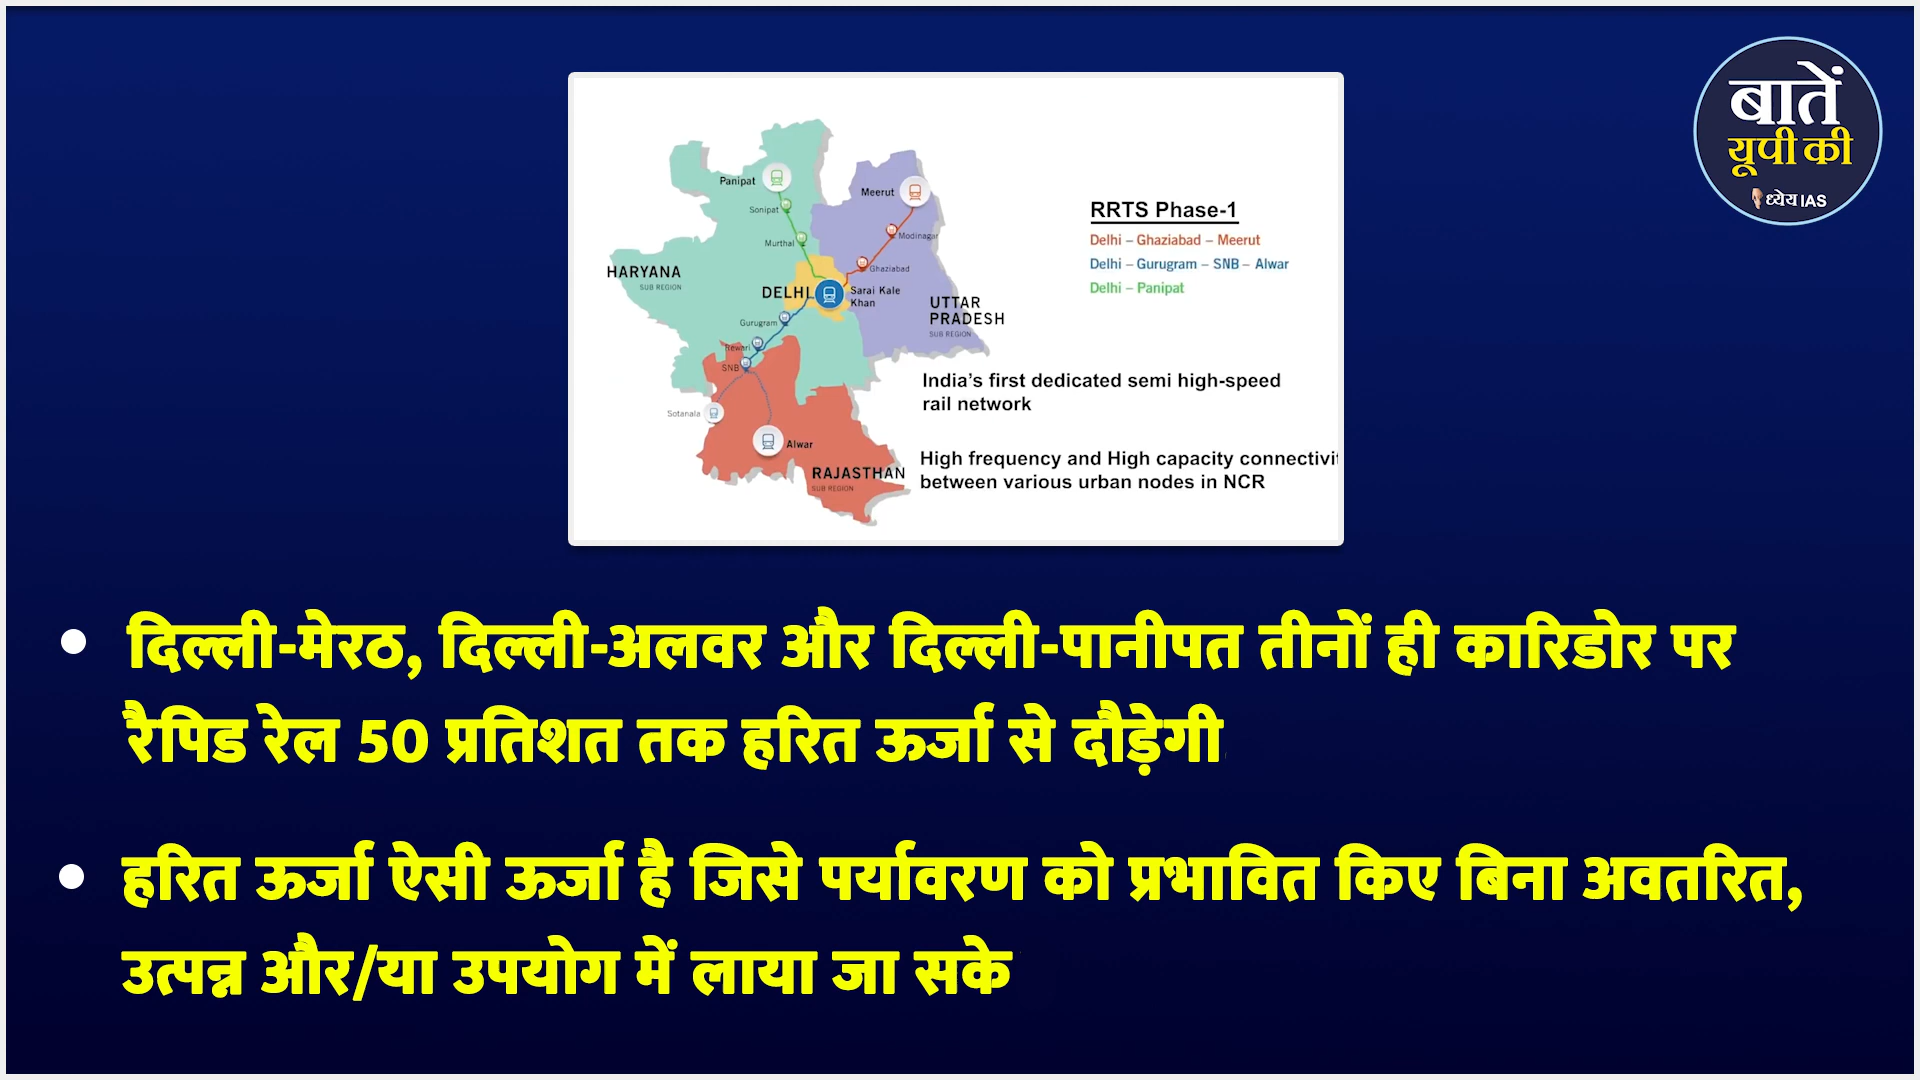 बातें
यूपी की
ध्येय IAS
Panipat
Meerut
Sonipat
Modinagar
Murthal
Ghaziabad
HARYANA
SUB REGION
DELHI
Sarai Kale
Khan
UTTAR
PRADESH
SUB REGION
Gurugram
Rewari
SNB
Sotanala
Alwar
RAJASTHAN
SUB REGION
RRTS Phase-1
Delhi – Ghaziabad – Meerut
Delhi – Gurugram – SNB – Alwar
Delhi – Panipat
India's first dedicated semi high-speed
rail network
High frequency and High capacity connectivit
between various urban nodes in NCR
• दिल्ली-मेरठ, दिल्ली-अलवर और दिल्ली-पानीपत तीनों ही कारिडोर पर
रैपिड रेल 50 प्रतिशत तक हरित ऊर्जा से दौड़ेगी
• हरित ऊर्जा ऐसी ऊर्जा है जिसे पर्यावरण को प्रभावित किए बिना अवतरित,
उत्पन्न और/या उपयोग में लाया जा सके